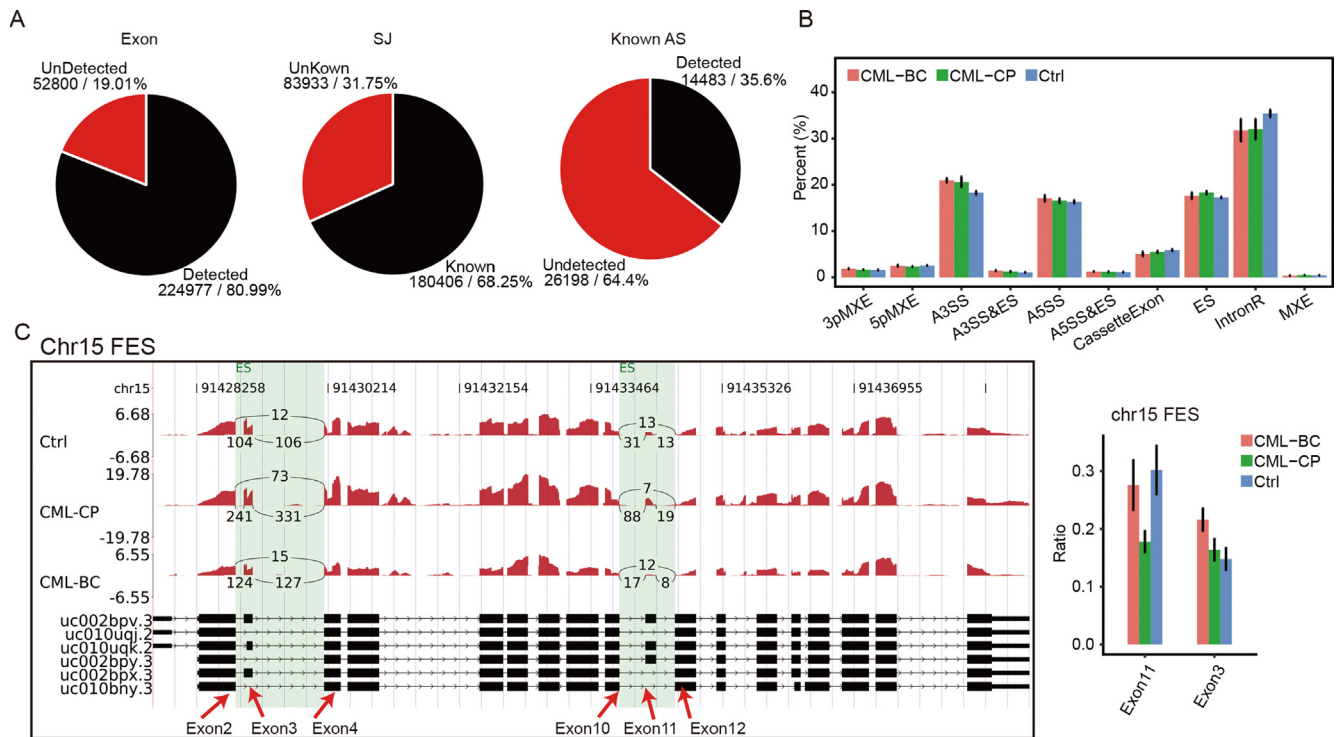 A
Exon
UnDetected
52800 / 19.01%
Detected
224977 / 80.99%
SJ
UnKown
83933 / 31.75%
Known
180406 / 68.25%
Known AS
Detected
14483 / 35.6%
Undetected
26198 / 64.4%
B
CML-BC CML-CP Ctrl
Percent (%)
40
30
20
10
0
3pMXE 5pMXE A3SS A3SS&ES A5SS A5SS&ES CassetteExon ES IntronR MXE
C
Chr15 FES
ES ES
chr15 91428258 91430214 91432154 91433464 91435326 91436955
6.68
Ctrl
-6.68
12
104 106
13
31 13
19.78
CML-CP
-19.78
73
241 331
7
88 19
6.55
CML-BC
-6.55
15
124 127
12
17 8
uc002bpv.3
uc010uqj.2
uc010uqk.2
uc002bpy.3
uc002bpx.3
uc010bny.3
Exon2 Exon3 Exon4 Exon10 Exon11 Exon12
chr15 FES
CML-BC
CML-CP
Ctrl
Ratio
0.3
0.2
0.1
0.0
Exon11 Exon3